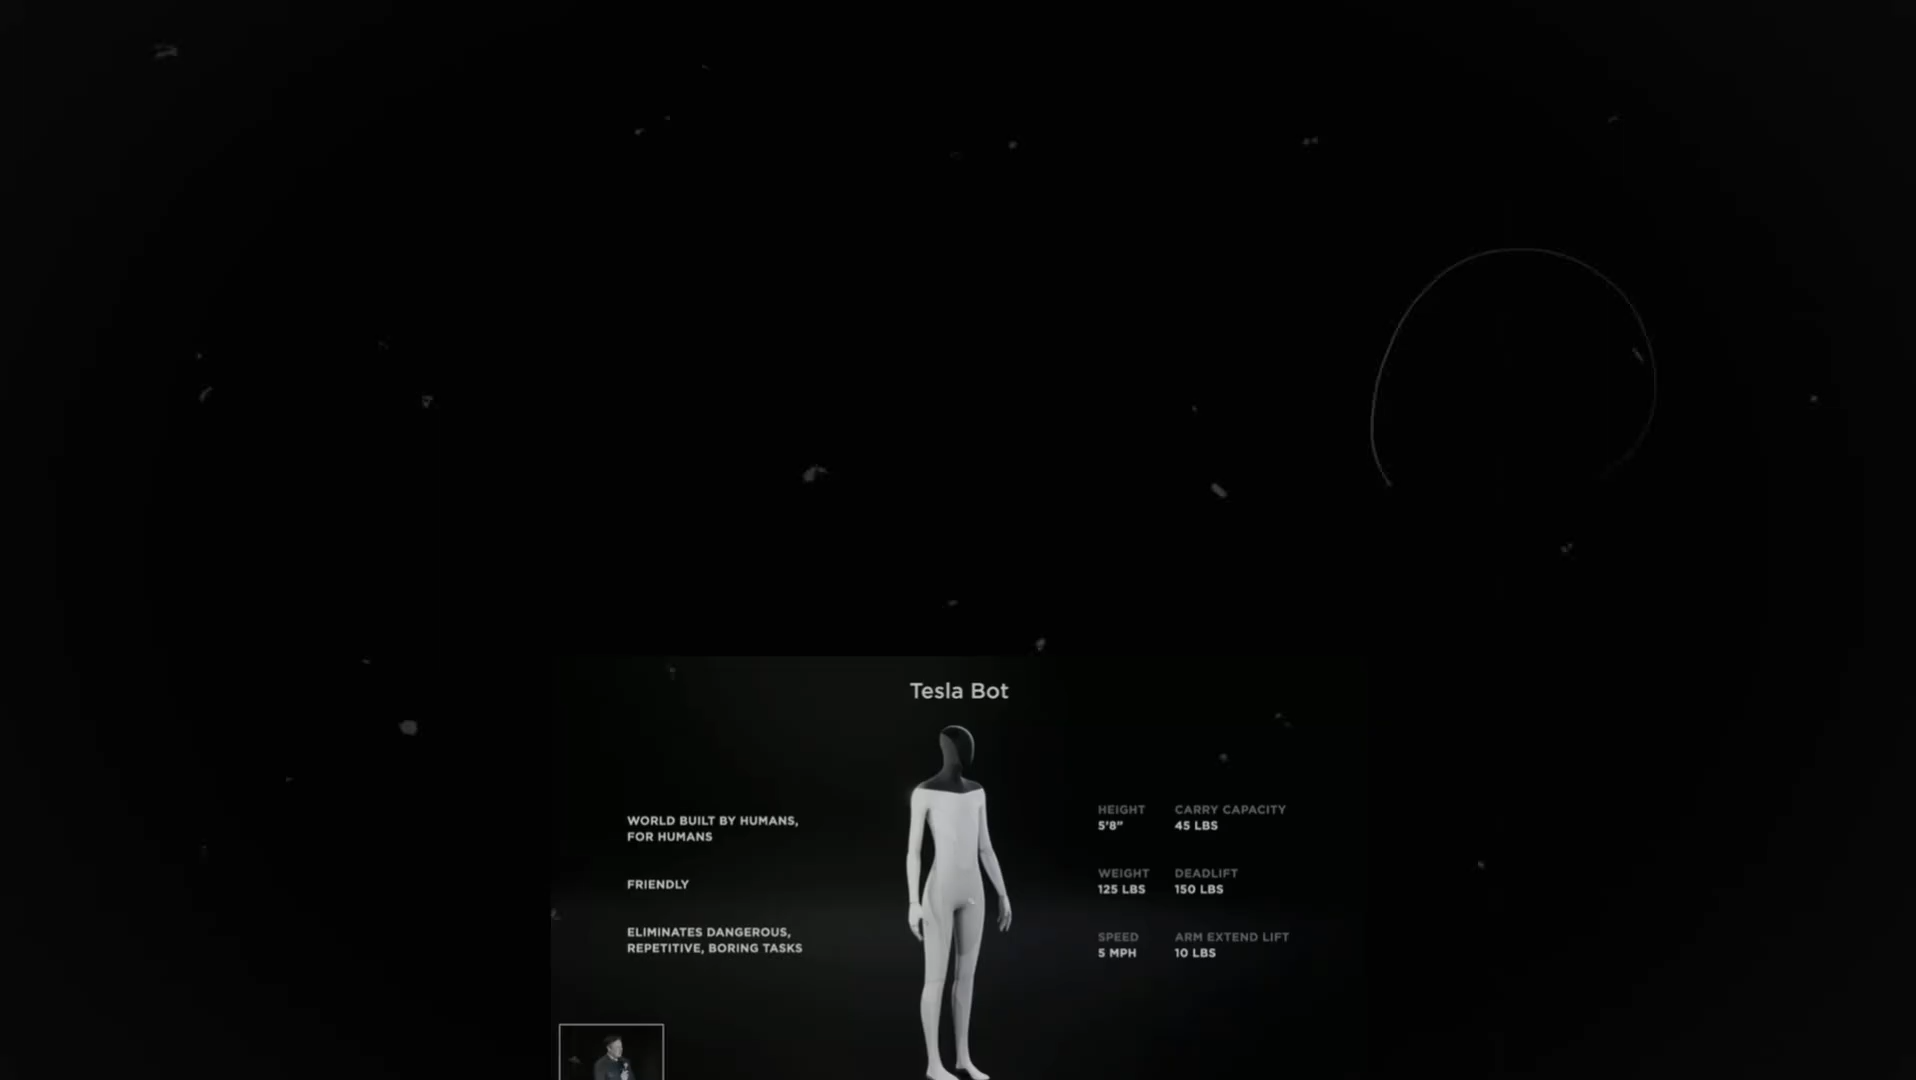 Tesla Bot
WORLD BUILT BY HUMANS,
FOR HUMANS
FRIENDLY
ELIMINATES DANGEROUS,
REPETITIVE, BORING TASKS
HEIGHT
5'8"
CARRY CAPACITY
45 LBS
WEIGHT
125 LBS
DEADLIFT
150 LBS
SPEED
5 MPH
ARM EXTEND LIFT
10 LBS